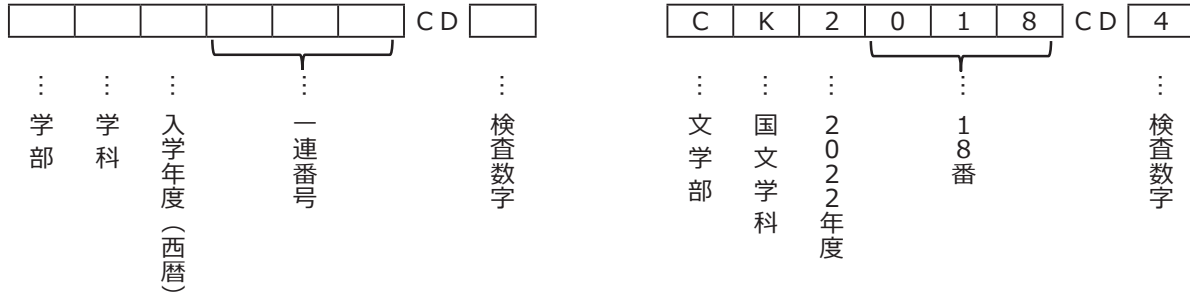 CD
学部
学科
入学年度（西暦）
一連番号
検査数字
C K 2 0 1 8 CD 4
文学部
国文学科
2022年度
18番
検査数字